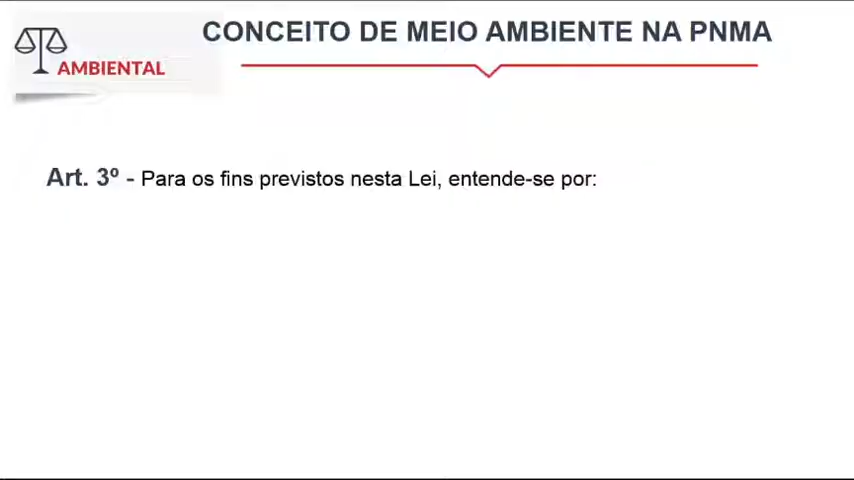 CONCEITO DE MEIO AMBIENTE NA PNMA
AMBIENTAL
Art. 3º - Para os fins previstos nesta Lei, entende-se por: